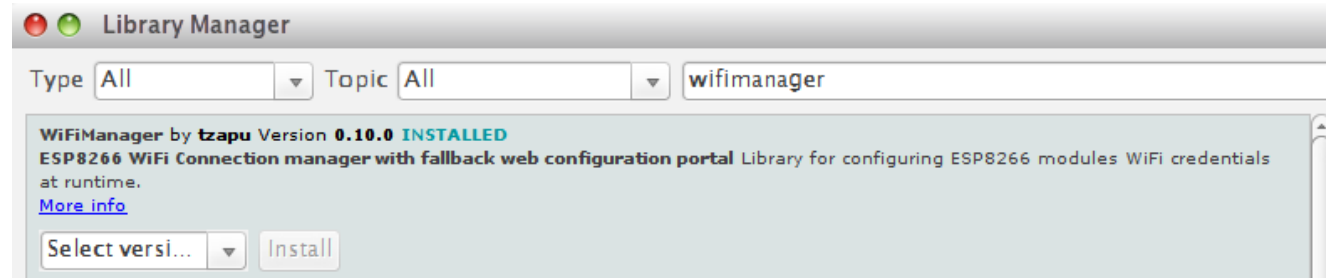 Library Manager
Type All Topic All wifimanager
WiFiManager by tzapu Version 0.10.0 INSTALLED
ESP8266 WiFi Connection manager with fallback web configuration portal Library for configuring ESP8266 modules WiFi credentials
at runtime.
More info
Select versi... Install